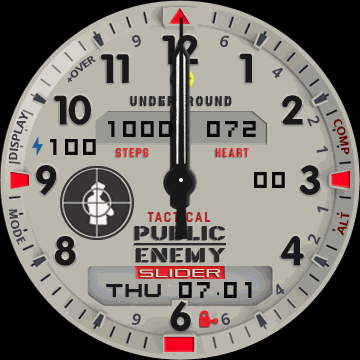 12
11
1
10
2
9
3
8
4
6
+OVER
DISPLAY/
MODE
COMP
ALT
UNDERGROUND
1000 072
STEPS HEART
100
00
TACTICAL
PUBLIC
ENEMY
SLIDER
THU 07.01